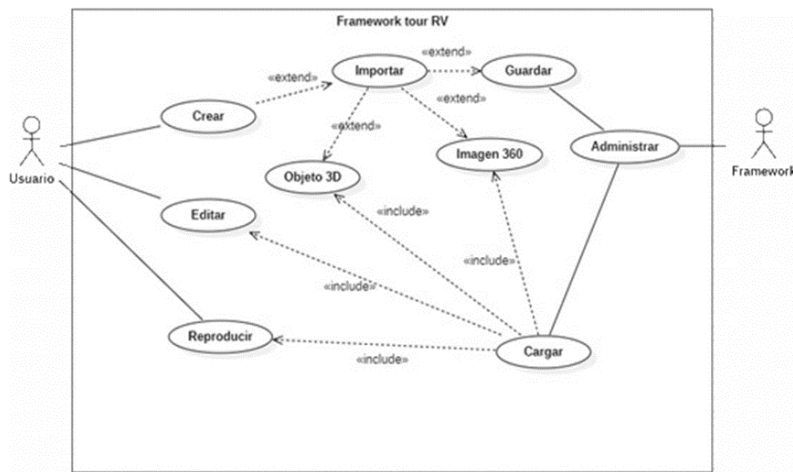 Framework tour RV
«extend»
Importar
Guardar
«extend»
«extend»
Crear
«extend»
Administrar
Imagen 360
Usuario
Framework
Objeto 3D
«include»
Editar
«include»
«include»
Reproducir
«include»
Cargar